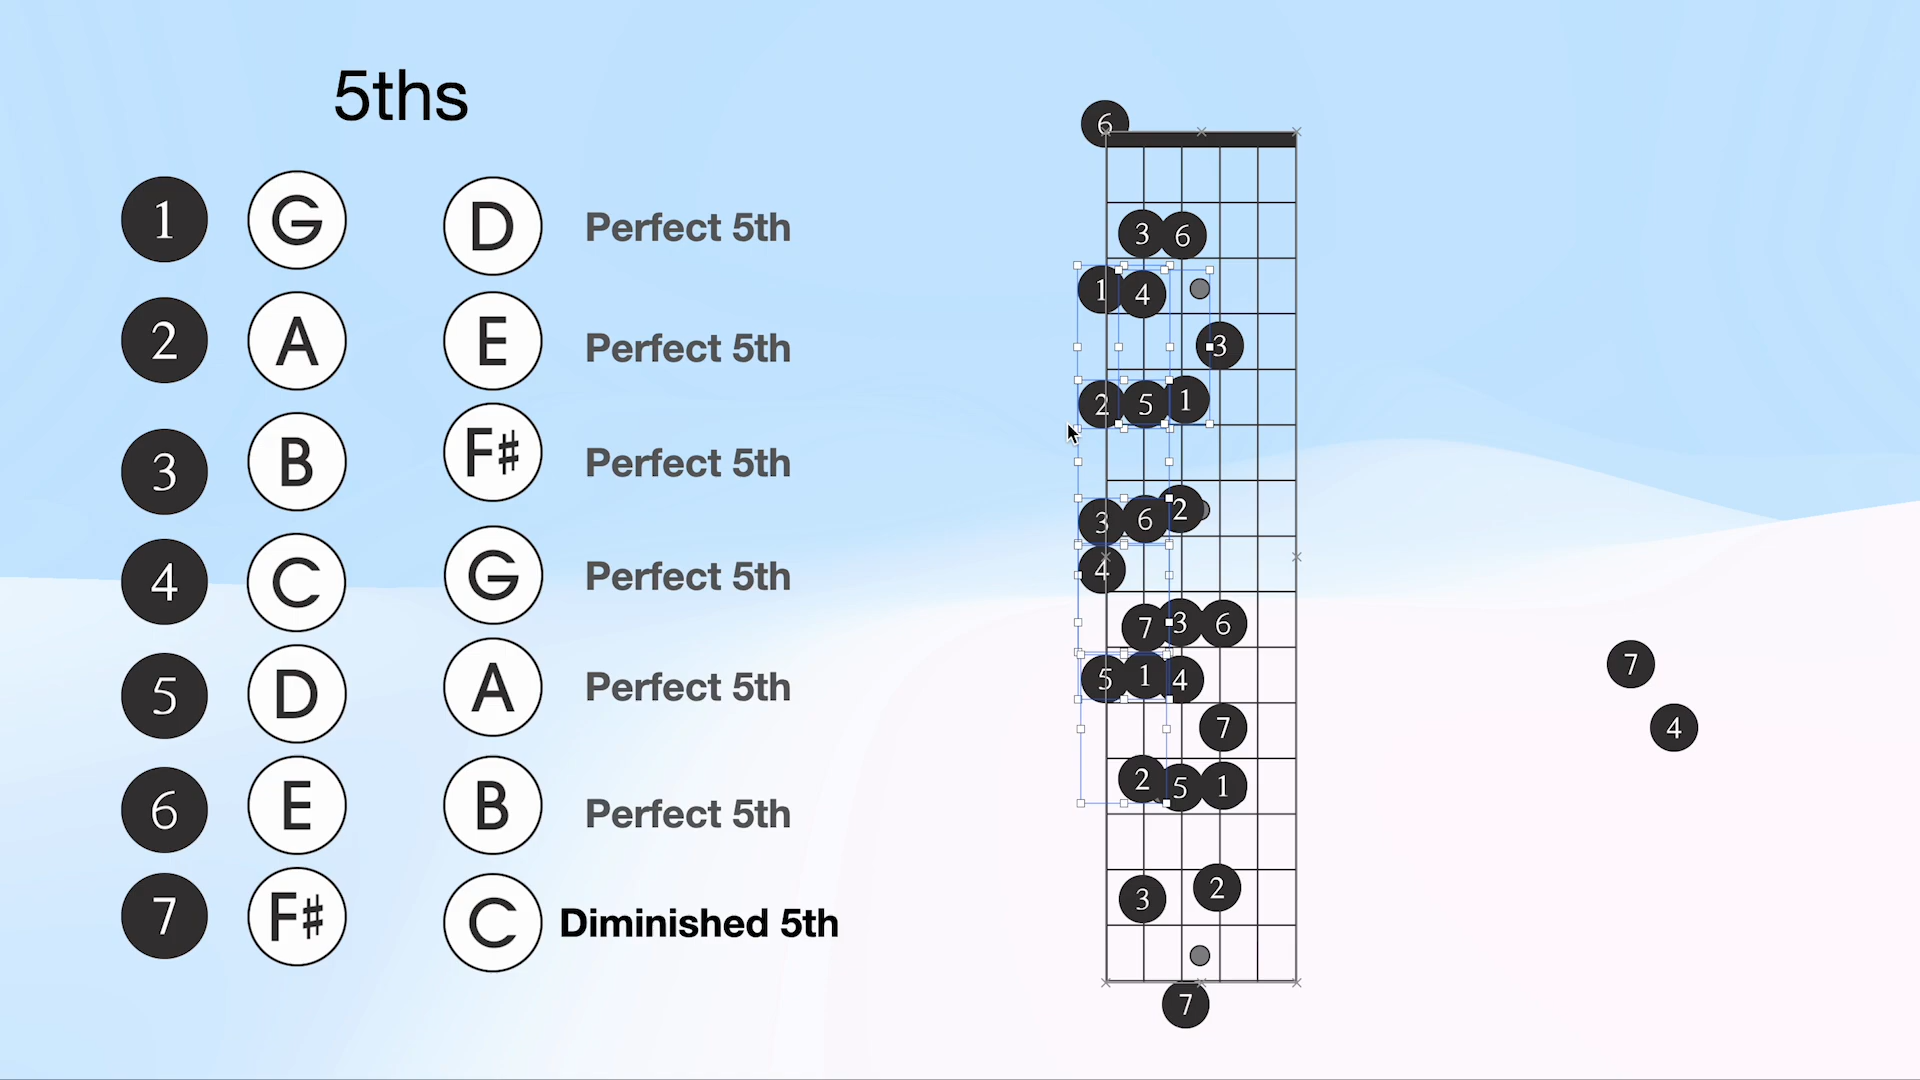 5ths
1 G D Perfect 5th
2 A E Perfect 5th
3 B F# Perfect 5th
4 C G Perfect 5th
5 D A Perfect 5th
6 E B Perfect 5th
7 F# C Diminished 5th
6
3 6
1 4
3
2 5 1
3 6 2
4
7 3 6
5 1 4
7
2 5 1
3 2
7
7
4